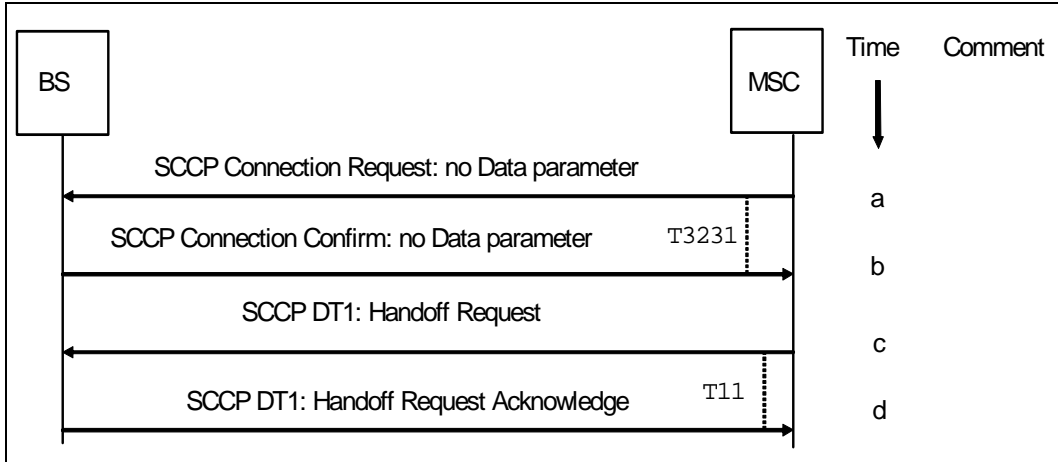 BS
MSC
Time Comment
SCCP Connection Request: no Data parameter
a
SCCP Connection Confirm: no Data parameter
T3231
b
SCCP DT1: Handoff Request
c
SCCP DT1: Handoff Request Acknowledge
T11
d